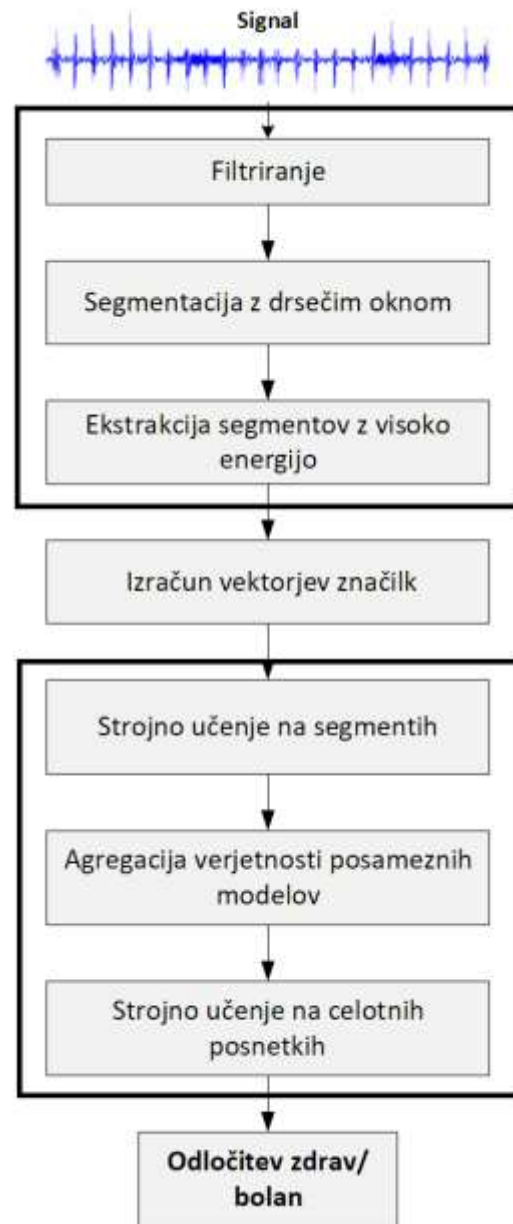 Signal
Filtriranje
Segmentacija z drsečim oknom
Ekstrakcija segmentov z visoko
energijo
Izračun vektorjev značilk
Strojno učenje na segmentih
Agregacija verjetnosti posameznih
modelov
Strojno učenje na celotnih
posnetkih
Odločitev zdrav/
bolan